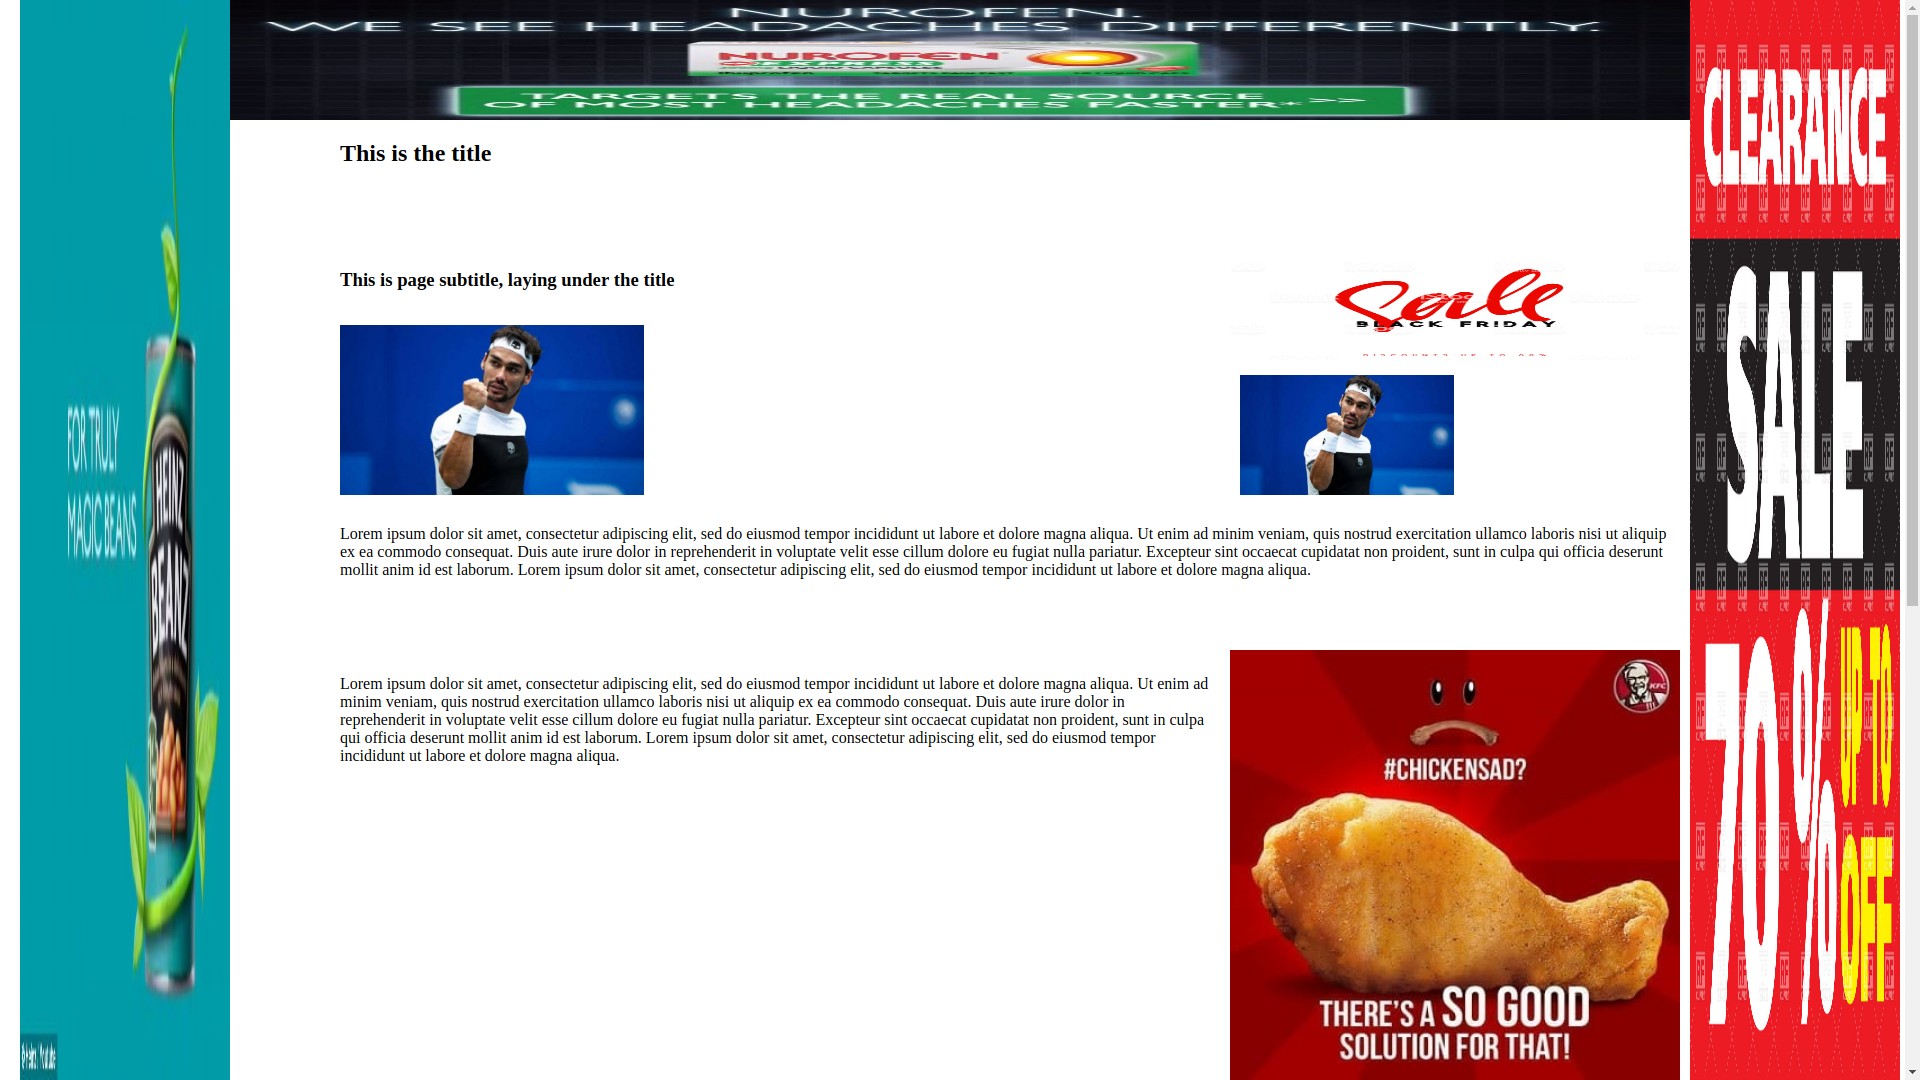 NUROFEN.
WE SEE HEADACHES DIFFERENTLY.
NUROFEN
TARGETS THE REAL SOURCE
OF MOST HEADACHES FASTER*>>
This is the title
This is page subtitle, laying under the title
Sale
BLACK FRIDAY
Lorem ipsum dolor sit amet, consectetur adipiscing elit, sed do eiusmod tempor incididunt ut labore et dolore magna aliqua. Ut enim ad minim veniam, quis nostrud exercitation ullamco laboris nisi ut aliquip
ex ea commodo consequat. Duis aute irure dolor in reprehenderit in voluptate velit esse cillum dolore eu fugiat nulla pariatur. Excepteur sint occaecat cupidatat non proident, sunt in culpa qui officia deserunt
mollit anim id est laborum. Lorem ipsum dolor sit amet, consectetur adipiscing elit, sed do eiusmod tempor incididunt ut labore et dolore magna aliqua.
Lorem ipsum dolor sit amet, consectetur adipiscing elit, sed do eiusmod tempor incididunt ut labore et dolore magna aliqua. Ut enim ad
minim veniam, quis nostrud exercitation ullamco laboris nisi ut aliquip ex ea commodo consequat. Duis aute irure dolor in
reprehenderit in voluptate velit esse cillum dolore eu fugiat nulla pariatur. Excepteur sint occaecat cupidatat non proident, sunt in culpa
qui officia deserunt mollit anim id est laborum. Lorem ipsum dolor sit amet, consectetur adipiscing elit, sed do eiusmod tempor
incididunt ut labore et dolore magna aliqua.
KFC
#CHICKENSAD?
THERE'S A SO GOOD
SOLUTION FOR THAT!
FOR TRULY
MAGIC BEANS
HEINZ
BEANZ
CLEARANCE
SALE
UP TO
70%
OFF